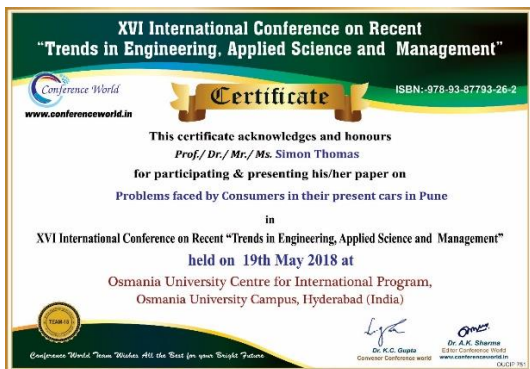 XVI International Conference on Recent
“Trends in Engineering, Applied Science and Management”
Conference World
www.conferenceworld.in
Certificate
ISBN:-978-93-87793-26-2
This certificate acknowledges and honours
Prof./ Dr./ Mr./ Ms. Simon Thomas
for participating & presenting his/her paper on
Problems faced by Consumers in their present cars in Pune
in
XVI International Conference on Recent “Trends in Engineering, Applied Science and Management”
held on 19th May 2018 at
Osmania University Centre for International Program,
Osmania University Campus, Hyderabad (India)
Dr. K.C. Gupta
Convener Conference world
Dr. A.K. Sharma
Editor Conference World
www.conferenceworld.in
Conference World Team Wishes All the Best for your Bright Future